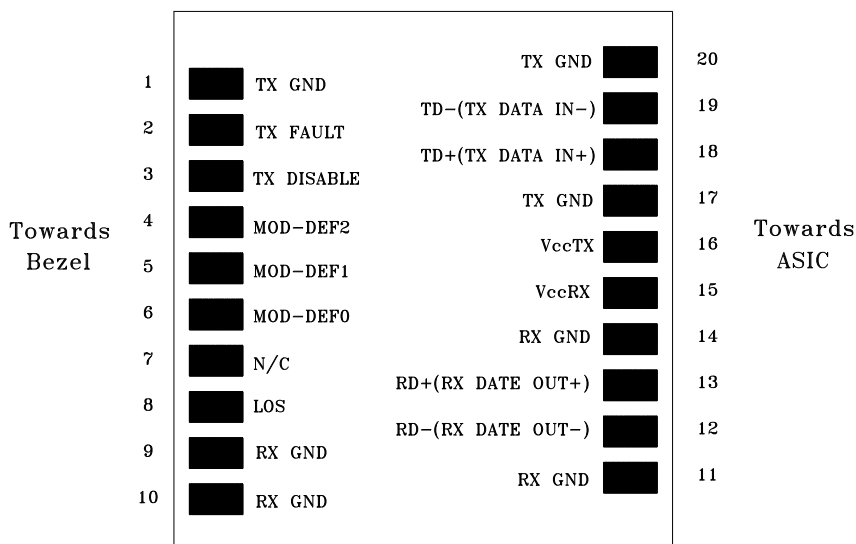 1 TX GND
2 TX FAULT
3 TX DISABLE
4 MOD-DEF2
5 MOD-DEF1
6 MOD-DEF0
7 N/C
8 LOS
9 RX GND
10 RX GND
Towards
Bezel
TX GND 20
TD-(TX DATA IN-) 19
TD+(TX DATA IN+) 18
TX GND 17
VccTX 16
VccRX 15
RX GND 14
RD+(RX DATE OUT+) 13
RD-(RX DATE OUT-) 12
RX GND 11
Towards
ASIC